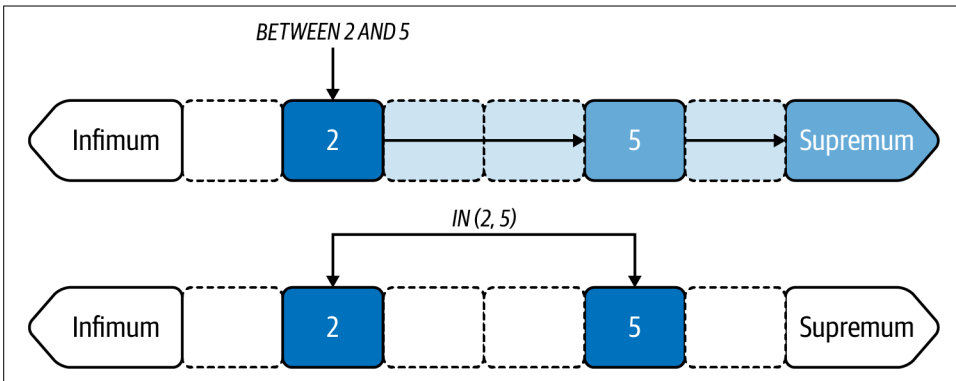 BETWEEN 2 AND 5
Infimum 2 5 Supremum
IN (2, 5)
Infimum 2 5 Supremum